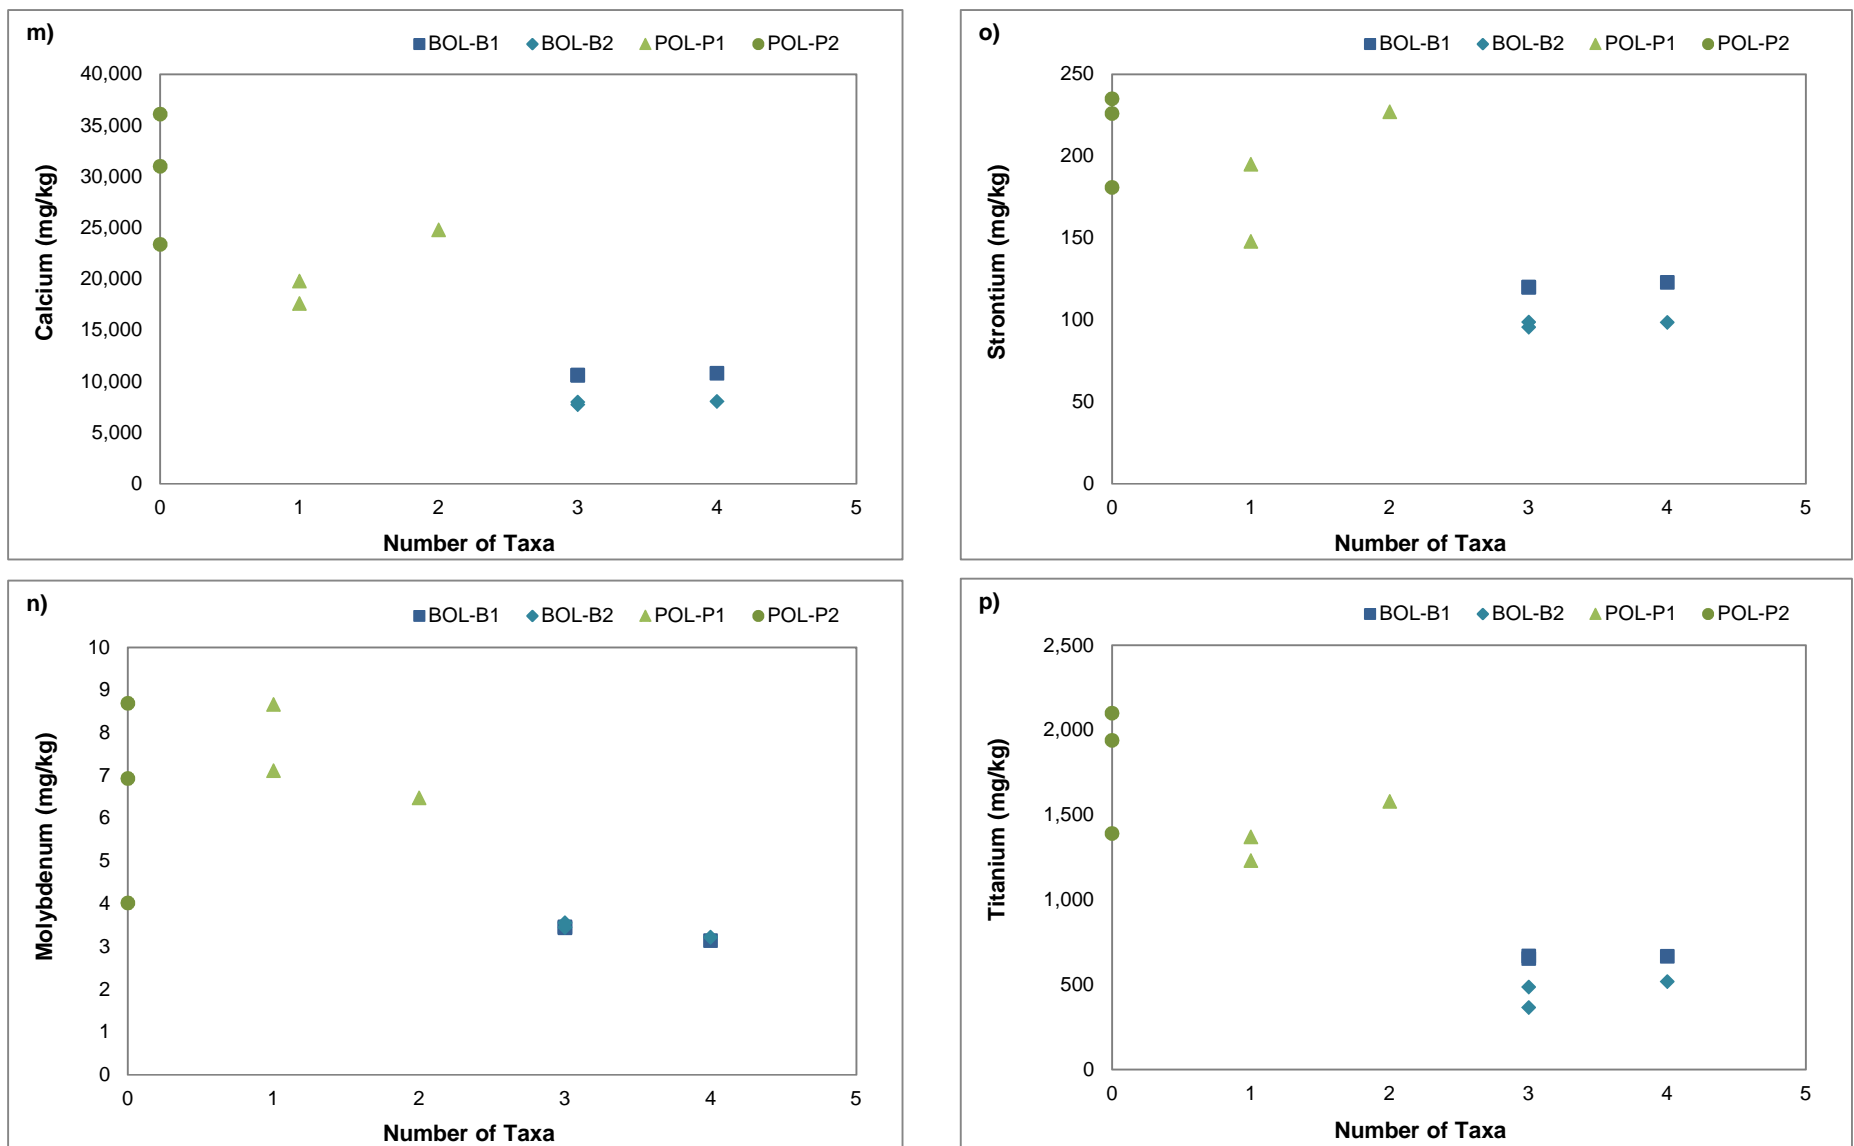 m)
BOL-B1 BOL-B2 POL-P1 POL-P2
40,000
35,000
30,000
25,000
20,000
15,000
10,000
5,000
0
0 1 2 3 4 5
Calcium (mg/kg)
Number of Taxa
o)
BOL-B1 BOL-B2 POL-P1 POL-P2
250
200
150
100
50
0
0 1 2 3 4 5
Strontium (mg/kg)
Number of Taxa
n)
BOL-B1 BOL-B2 POL-P1 POL-P2
10
9
8
7
6
5
4
3
2
1
0
0 1 2 3 4 5
Molybdenum (mg/kg)
Number of Taxa
p)
BOL-B1 BOL-B2 POL-P1 POL-P2
2,500
2,000
1,500
1,000
500
0
0 1 2 3 4 5
Titanium (mg/kg)
Number of Taxa